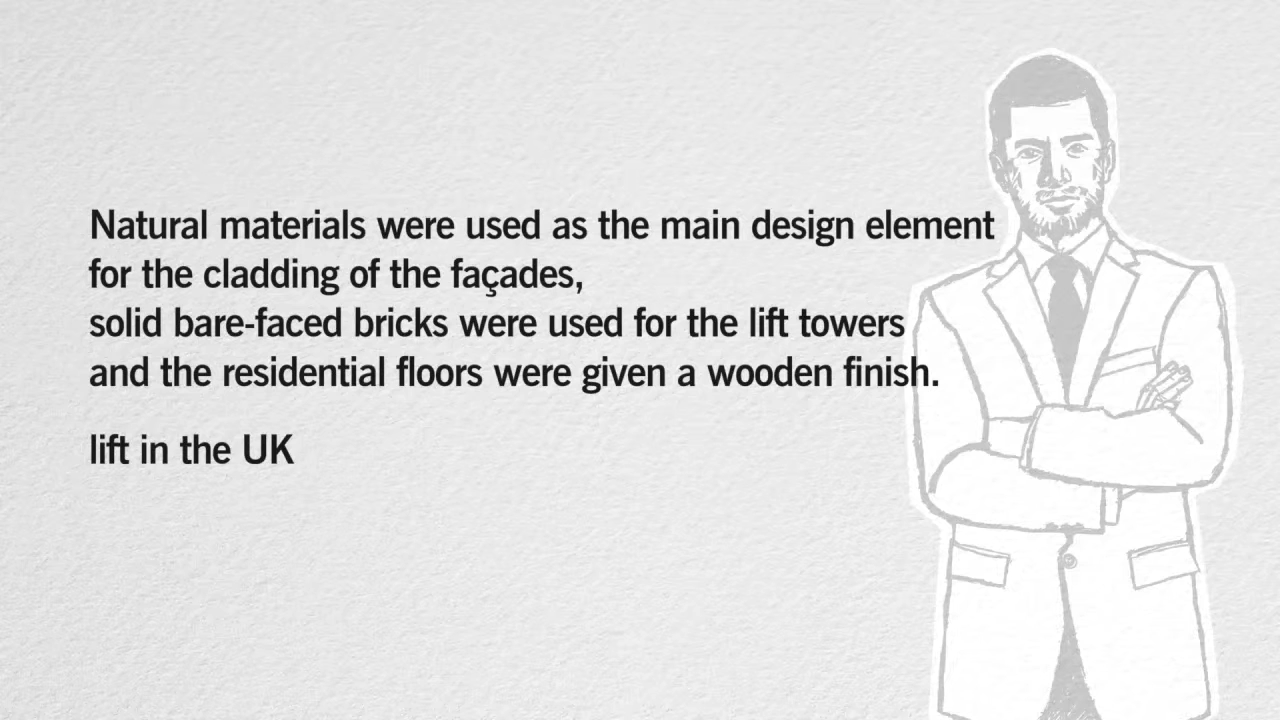 Natural materials were used as the main design element
for the cladding of the façades,
solid bare-faced bricks were used for the lift towers
and the residential floors were given a wooden finish.
lift in the UK